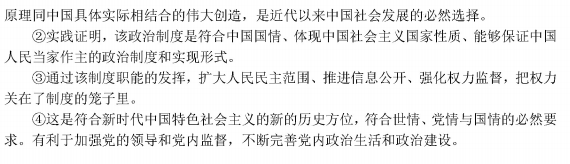 原理同中国具体实际相结合的伟大创造，是近代以来中国社会发展的必然选择。
②实践证明，该政治制度是符合中国国情、体现中国社会主义国家性质、能够保证中国
人民当家作主的政治制度和实现形式。
③通过该制度职能的发挥，扩大人民民主范围、推进信息公开、强化权力监督，把权力
关在了制度的笼子里。
④这是符合新时代中国特色社会主义的新的历史方位，符合世情、党情与国情的必然要
求。有利于加强党的领导和党内监督，不断完善党内政治生活和政治建设。